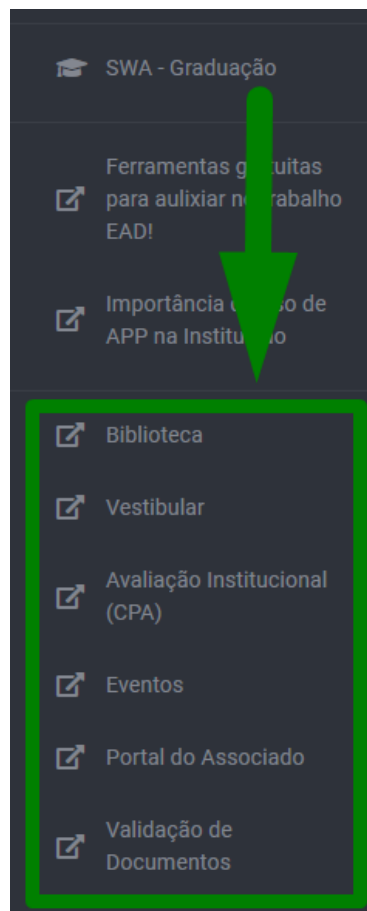 SWA - Graduação
Ferramentas
para aulixiar
EAD!
Importância de
APP na
Biblioteca
Vestibular
Avaliação Institucional
(CPA)
Eventos
Portal do Associado
Validação de
Documentos